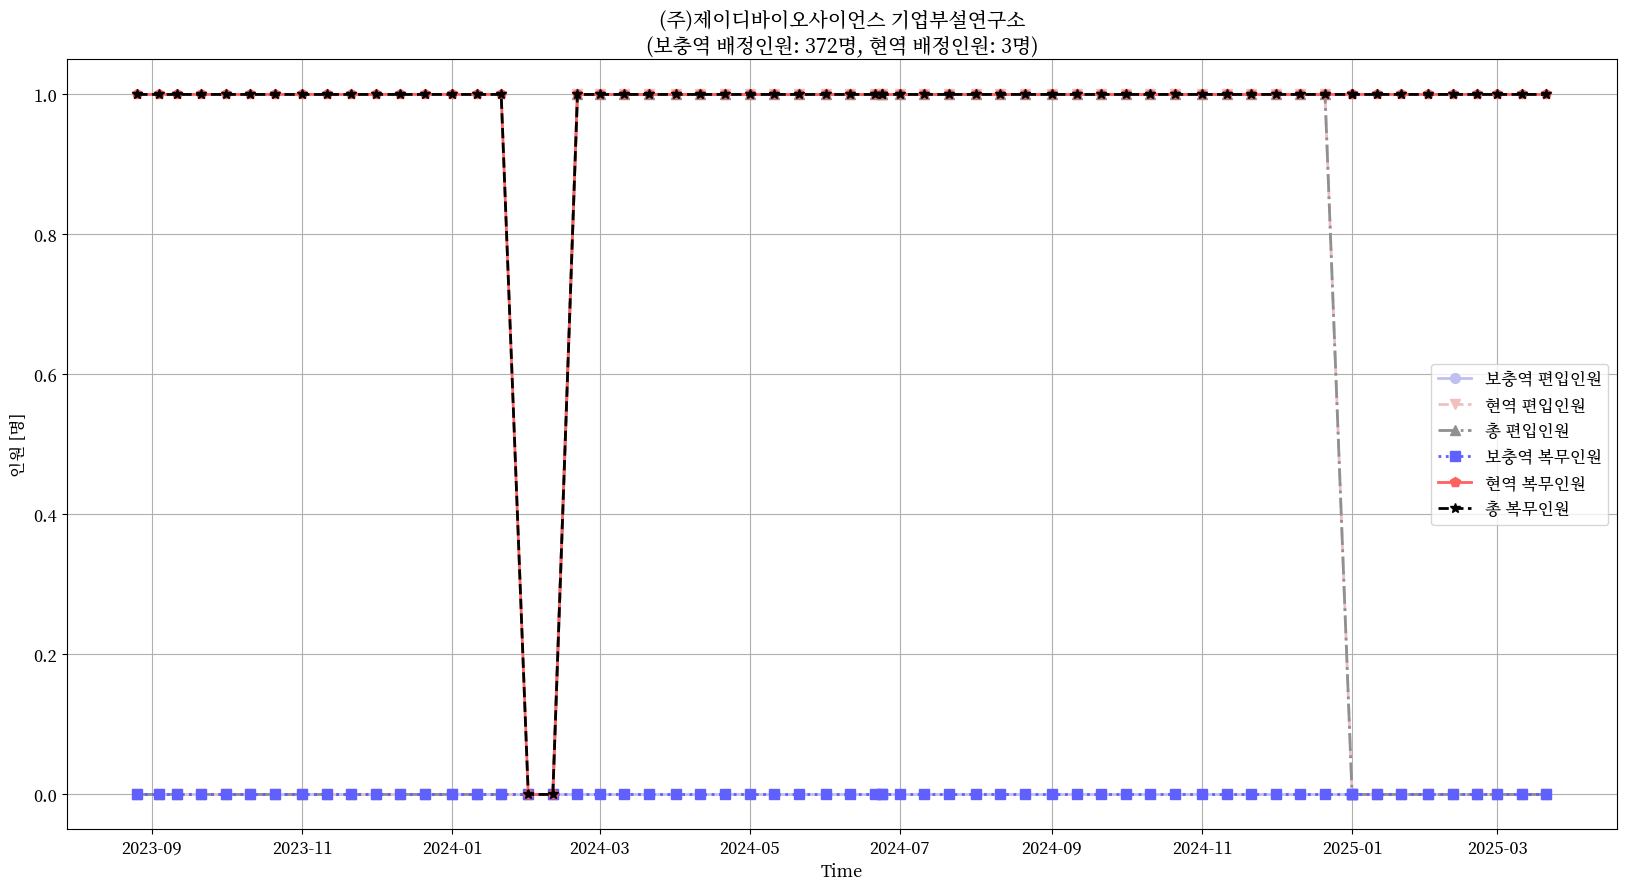 (주)제이디바이오사이언스 기업부설연구소
(보충역 배정인원: 372명, 현역 배정인원: 3명)
인원 [명]
1.0
0.8
0.6
0.4
0.2
0.0
보충역 편입인원
현역 편입인원
총 편입인원
보충역 복무인원
현역 복무인원
총 복무인원
2023-09 2023-11 2024-01 2024-03 2024-05 2024-07 2024-09 2024-11 2025-01 2025-03
Time